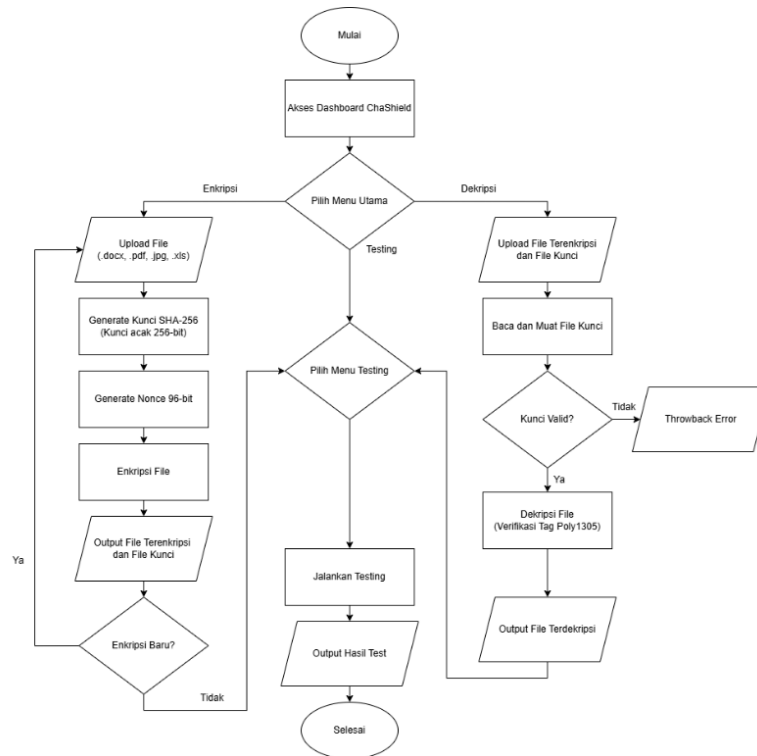 Mulai
Akses Dashboard ChaShield
Pilih Menu Utama
Enkripsi
Dekripsi
Testing
Upload File
(.docx, .pdf, .jpg, .xls)
Generate Kunci SHA-256
(Kunci acak 256-bit)
Generate Nonce 96-bit
Enkripsi File
Output File Terenkripsi
dan File Kunci
Enkripsi Baru?
Ya
Tidak
Pilih Menu Testing
Jalankan Testing
Output Hasil Test
Selesai
Upload File Terenkripsi
dan File Kunci
Baca dan Muat File Kunci
Kunci Valid?
Tidak
Throwback Error
Ya
Dekripsi File
(Verifikasi Tag Poly1305)
Output File Terdekripsi